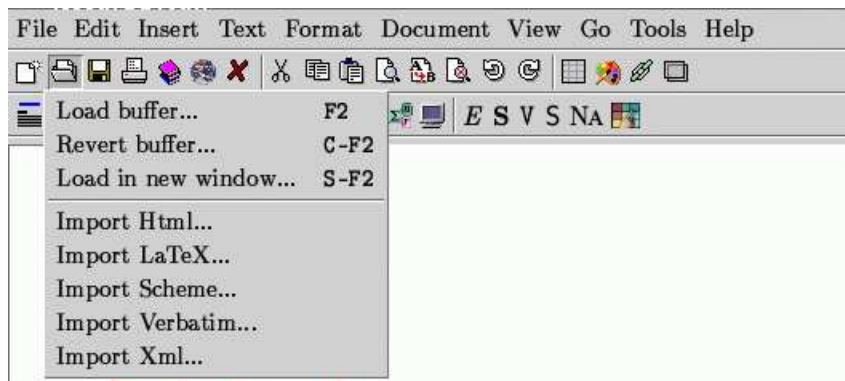 File Edit Insert Text Format Document View Go Tools Help
Load buffer... F2
Revert buffer... C-F2
Load in new window... S-F2
Import Html...
Import LaTeX...
Import Scheme...
Import Verbatim...
Import Xml...
E S V S NA